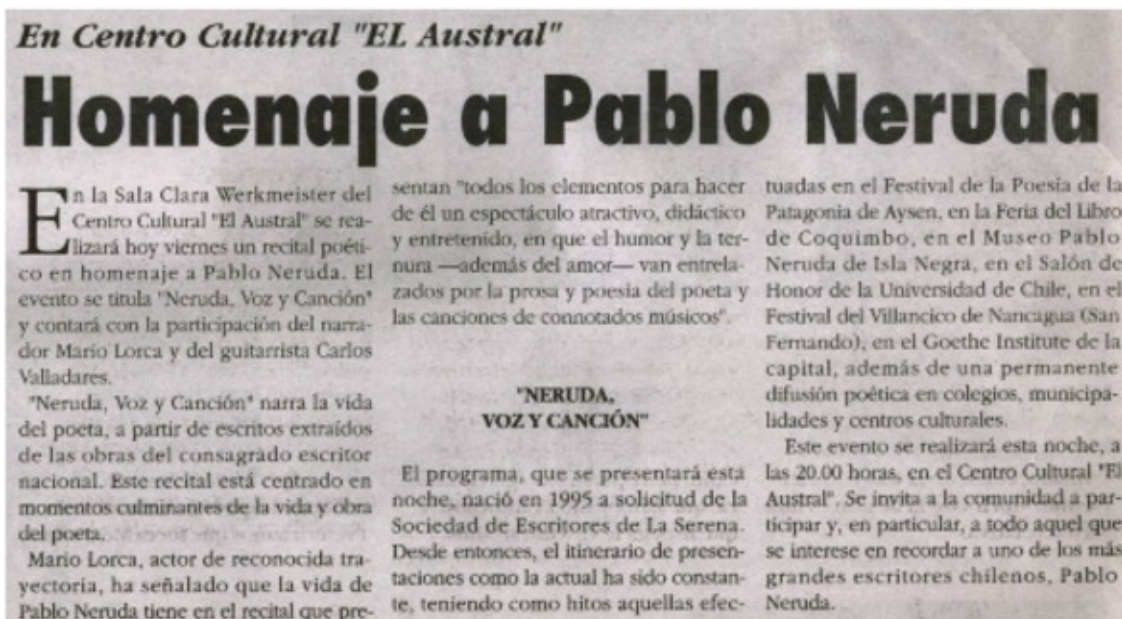 En Centro Cultural "EL Austral"
Homenaje a Pablo Neruda
En la Sala Clara Werkmeister del
Centro Cultural "El Austral" se rea-
lizará hoy viernes un recital poéti-
co en homenaje a Pablo Neruda. El
evento se titula "Neruda, Voz y Canción"
y contará con la participación del narra-
dor Mario Lorca y del guitarrista Carlos
Valladares.
"Neruda, Voz y Canción" narra la vida
del poeta, a partir de escritos extraídos
de las obras del consagrado escritor
nacional. Este recital está centrado en
momentos culminantes de la vida y obra
del poeta.
Mario Lorca, actor de reconocida tra-
yectoria, ha señalado que la vida de
Pablo Neruda tiene en el recital que pre-
sentan "todos los elementos para hacer
de él un espectáculo atractivo, didáctico
y entretenido, en que el humor y la ter-
nura —además del amor— van entrela-
zados por la prosa y poesia del poeta y
las canciones de connotados músicos".
"NERUDA,
VOZ Y CANCIÓN"
El programa, que se presentará esta
noche, nació en 1995 a solicitud de la
Sociedad de Escritores de La Serena.
Desde entonces, el itinerario de presen-
taciones como la actual ha sido constan-
te, teniendo como hitos aquellas efec-
tuadas en el Festival de la Poesía de la
Patagonia de Aysen, en la Feria del Libro
de Coquimbo, en el Museo Pablo
Neruda de Isla Negra, en el Salón de
Honor de la Universidad de Chile, en el
Festival del Villancico de Nancagua (San
Fernando), en el Goethe Institute de la
capital, además de una permanente
difusión poética en colegios, municipa-
lidades y centros culturales.
Este evento se realizará esta noche, a
las 20.00 horas, en el Centro Cultural "El
Austral". Se invita a la comunidad a par-
ticipar y, en particular, a todo aquel que
se interese en recordar a uno de los más
grandes escritores chilenos, Pablo
Neruda.